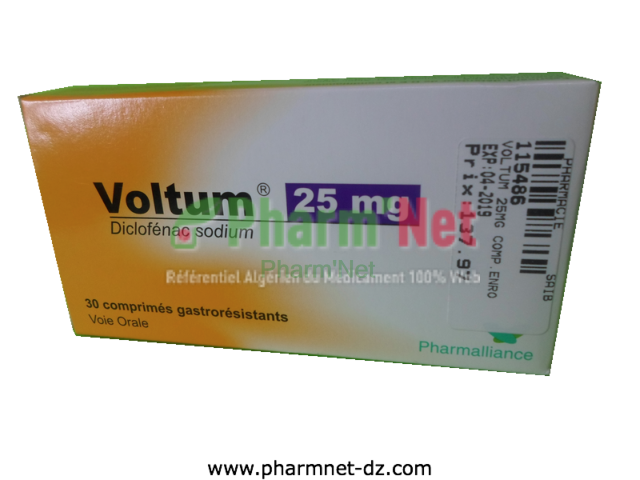 Voltum® 25 mg
Diclofénac sodium
Pharm Net
Pharm'Net
Référentiel Algérien du Médicament 100% Web
30 comprimés gastrorésistants
Voie Orale
PHARMACIE SAIB
115486
VOLTUM 25MG COMP.ENRO
EXP:04-2019
Prix:137.99
Pharmalliance
www.pharmnet-dz.com